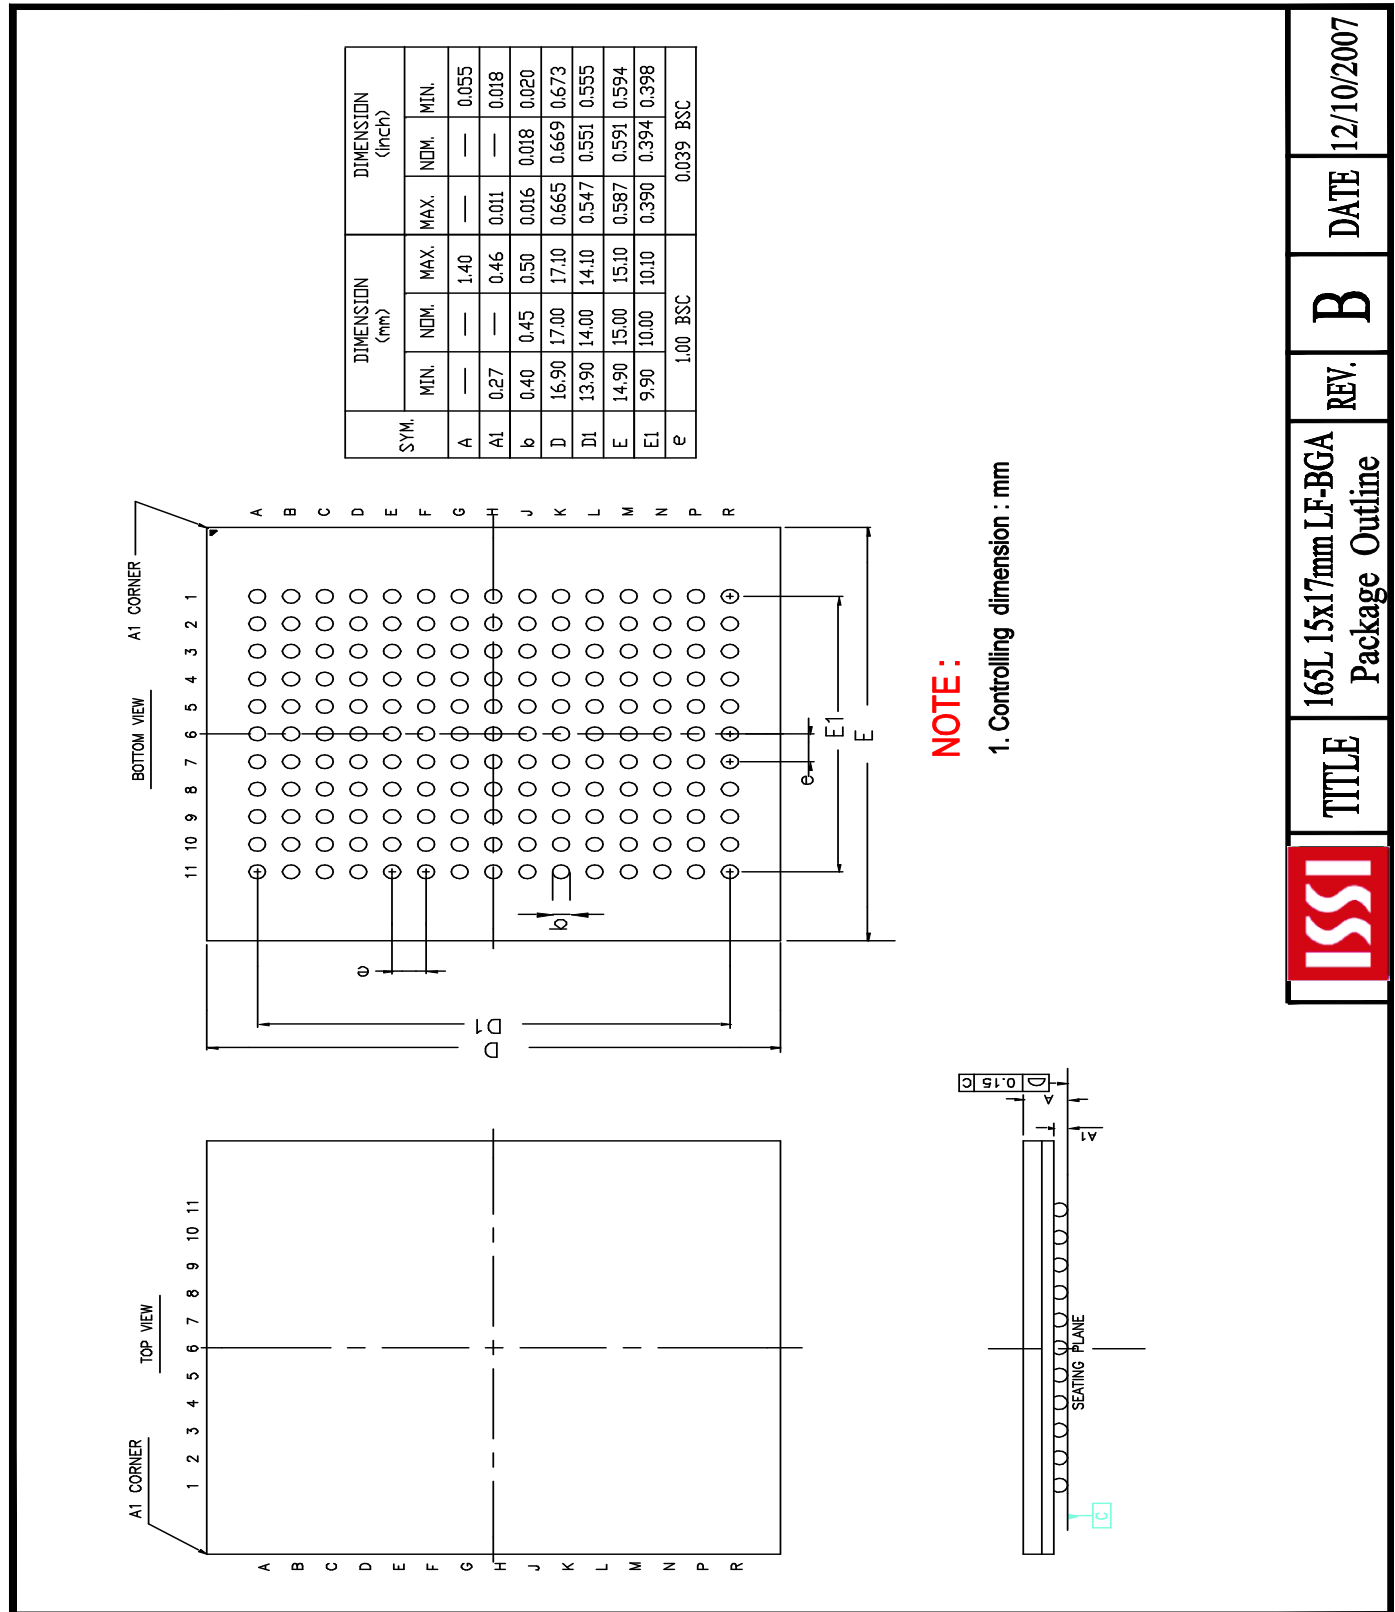 TOP VIEW
A1 CORNER
1 2 3 4 5 6 7 8 9 10 11
A
B
C
D
E
F
G
H
J
K
L
M
N
P
R
BOTTOM VIEW
A1 CORNER
11 10 9 8 7 6 5 4 3 2 1
A
B
C
D
E
F
G
H
J
K
L
M
N
P
R
e
b
D1
D
e
E1
E
SYM. DIMENSION (mm) DIMENSION (inch)
MIN. NOM. MAX. MAX. NOM. MIN.
A — — 1.40 — — 0.055
A1 0.27 — 0.46 0.011 — 0.018
b 0.40 0.45 0.50 0.016 0.018 0.020
D 16.90 17.00 17.10 0.665 0.669 0.673
D1 13.90 14.00 14.10 0.547 0.551 0.555
E 14.90 15.00 15.10 0.587 0.591 0.594
E1 9.90 10.00 10.10 0.390 0.394 0.398
e 1.00 BSC 0.039 BSC
NOTE :
1. Controlling dimension : mm
D 0.15 C
A
A1
SEATING PLANE
C
ISSI
TITLE
165L 15x17mm LF-BGA
Package Outline
REV.
B
DATE
12/10/2007